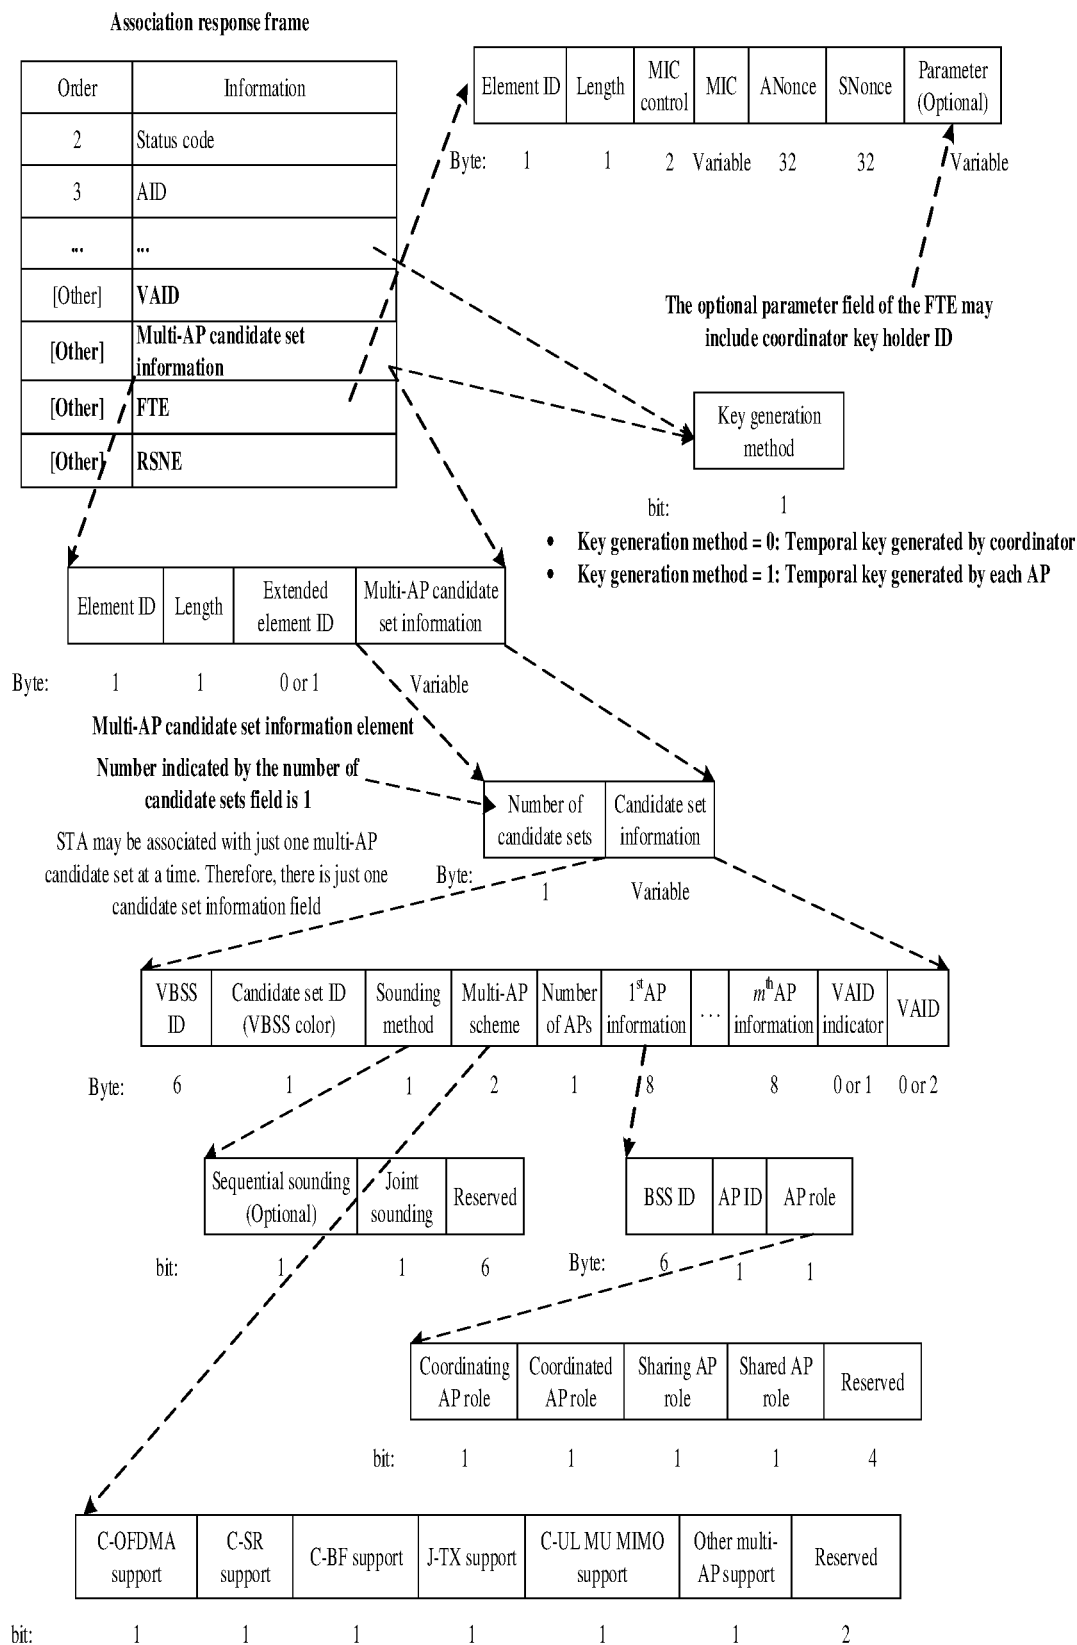 Association response frame
Order Information
2 Status code
3 AID
... ...
[Other] VAID
[Other] Multi-AP candidate set
information
[Other] FTE
[Other] RSNE
Element ID Length MIC
control MIC ANonce SNonce Parameter
(Optional)
Byte: 1 1 2 Variable 32 32 Variable
The optional parameter field of the FTE may
include coordinator key holder ID
Key generation
method
bit: 1
• Key generation method = 0: Temporal key generated by coordinator
• Key generation method = 1: Temporal key generated by each AP
Element ID Length Extended
element ID Multi-AP candidate
set information
Byte: 1 1 0 or 1 Variable
Multi-AP candidate set information element
Number indicated by the number of
candidate sets field is 1
STA may be associated with just one multi-AP
candidate set at a time. Therefore, there is just one
candidate set information field
Number of
candidate sets Candidate set
information
Byte: 1 Variable
VBSS
ID Candidate set ID
(VBSS color) Sounding
method Multi-AP
scheme Number
of APs 1st AP
information ... mth AP
information VAID
indicator VAID
Byte: 6 1 1 2 1 8 8 0 or 1 0 or 2
Sequential sounding
(Optional) Joint
sounding Reserved
bit: 1 1 6
BSS ID AP ID AP role
Byte: 6 1 1
Coordinating
AP role Coordinated
AP role Sharing AP
role Shared AP
role Reserved
bit: 1 1 1 1 4
C-OFDMA
support C-SR
support C-BF support J-TX support C-UL MU MIMO
support Other multi-
AP support Reserved
bit: 1 1 1 1 1 1 2